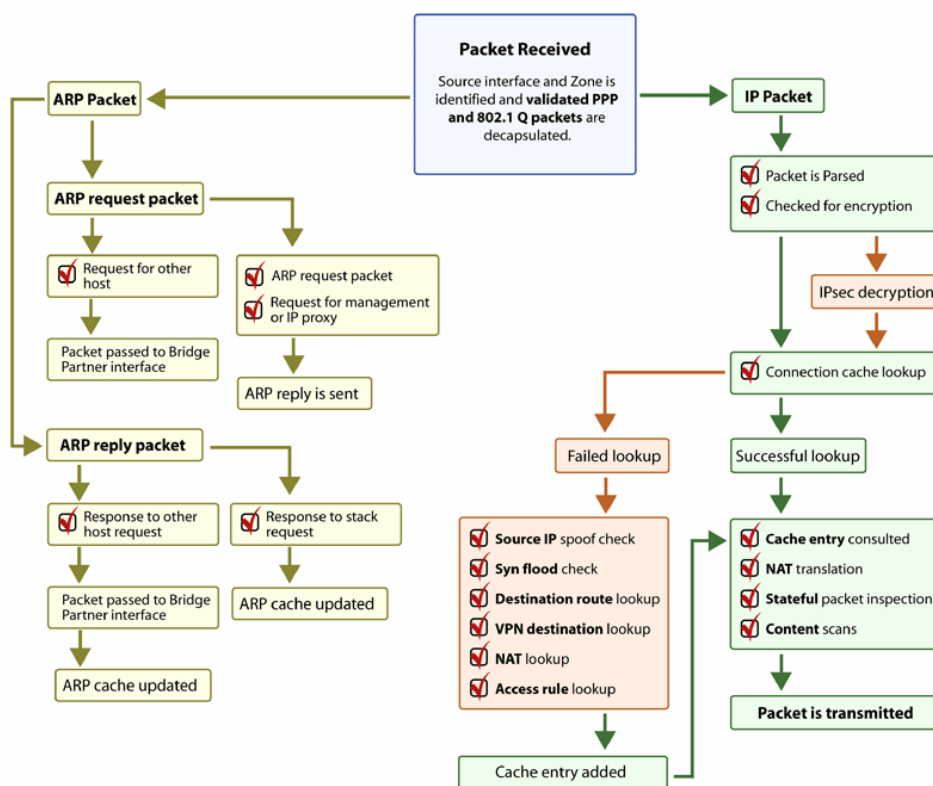 Packet Received
Source interface and Zone is
identified and validated PPP
and 802.1 Q packets are
decapsulated.
ARP Packet
ARP request packet
Request for other
host
Packet passed to Bridge
Partner interface
ARP request packet
Request for management
or IP proxy
ARP reply is sent
ARP reply packet
Response to other
host request
Packet passed to Bridge
Partner interface
ARP cache updated
Response to stack
request
ARP cache updated
IP Packet
Packet is Parsed
Checked for encryption
IPsec decryption
Connection cache lookup
Failed lookup
Source IP spoof check
Syn flood check
Destination route lookup
VPN destination lookup
NAT lookup
Access rule lookup
Cache entry added
Successful lookup
Cache entry consulted
NAT translation
Stateful packet inspection
Content scans
Packet is transmitted